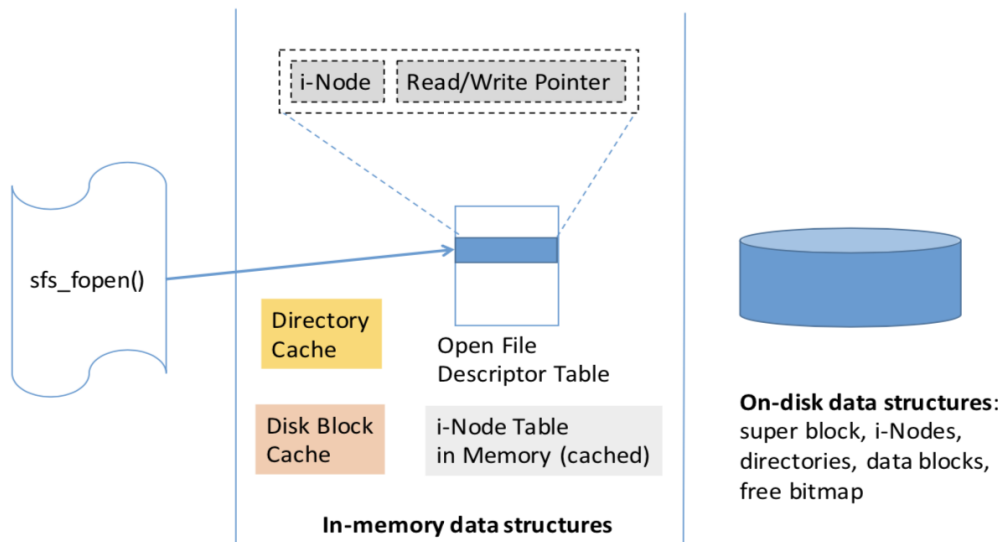 i-Node
Read/Write Pointer
sfs_fopen()
Directory
Cache
Open File
Descriptor Table
Disk Block
Cache
i-Node Table
in Memory (cached)
In-memory data structures
On-disk data structures:
super block, i-Nodes,
directories, data blocks,
free bitmap